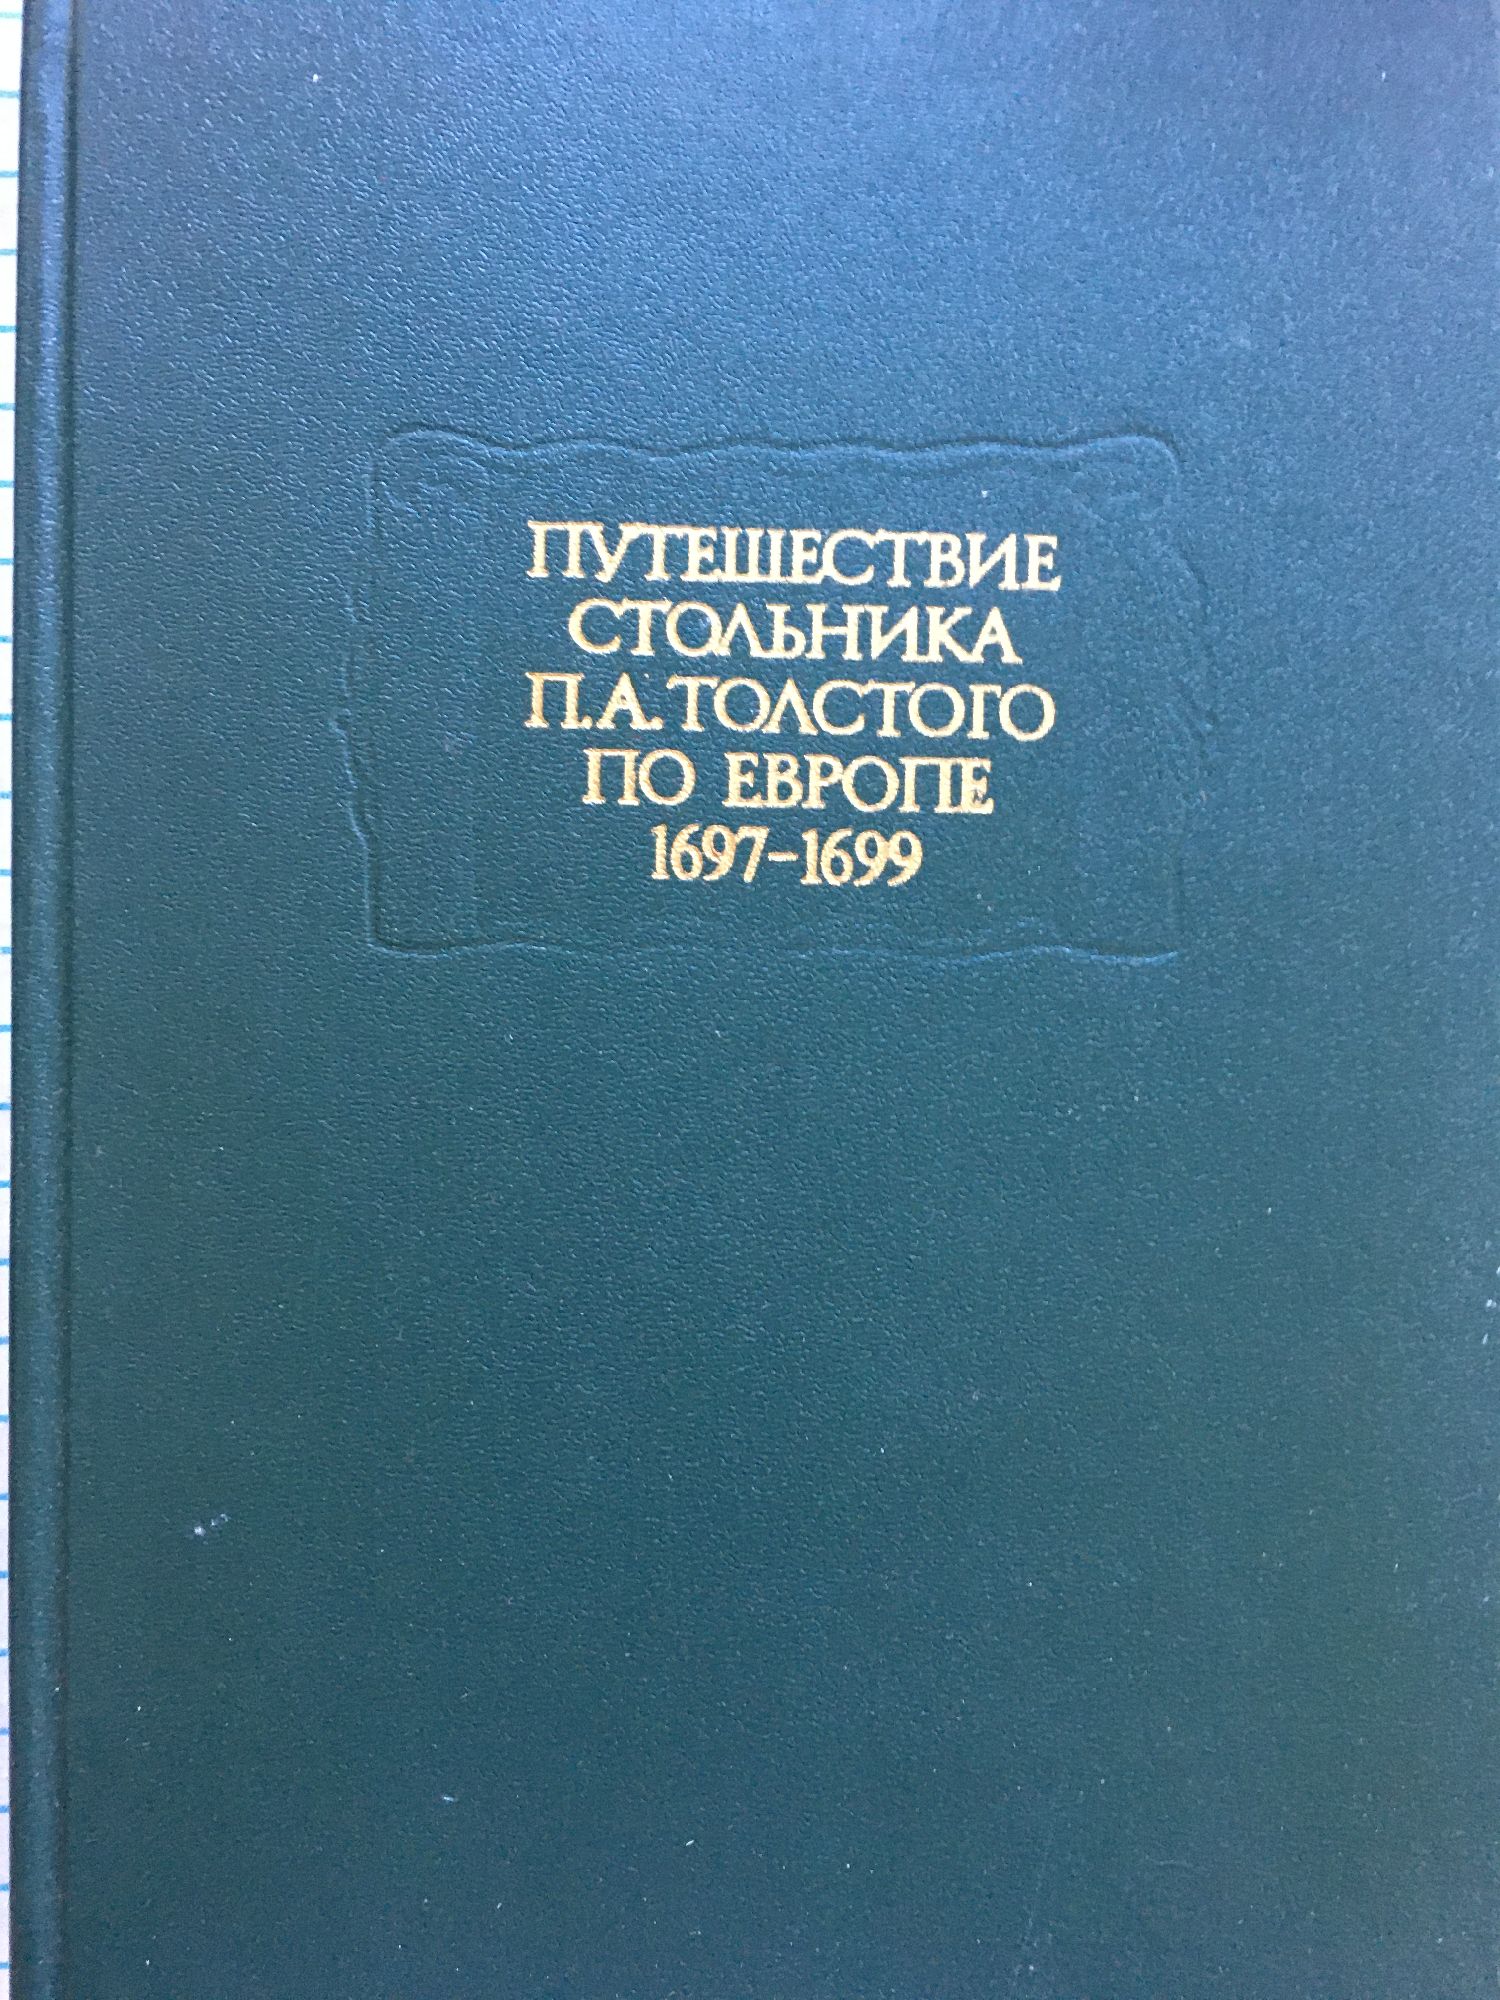 ПУТЕШЕСТВИЕ
СТОЛЬНИКА
П.А.ТОЛСТОГО
ПО ЕВРОПЕ
1697-1699